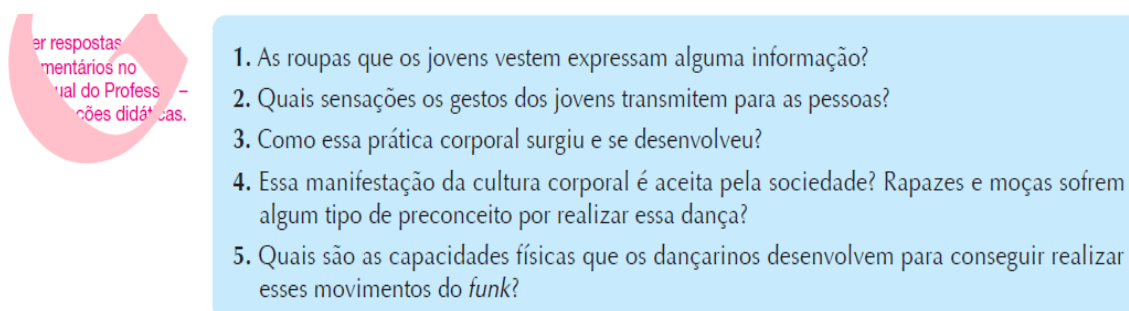 respostas
no
do
1. As roupas que os jovens vestem expressam alguma informação?
2. Quais sensações os gestos dos jovens transmitem para as pessoas?
3. Como essa prática corporal surgiu e se desenvolveu?
4. Essa manifestação da cultura corporal é aceita pela sociedade? Rapazes e moças sofrem
algum tipo de preconceito por realizar essa dança?
5. Quais são as capacidades físicas que os dançarinos desenvolvem para conseguir realizar
esses movimentos do funk?